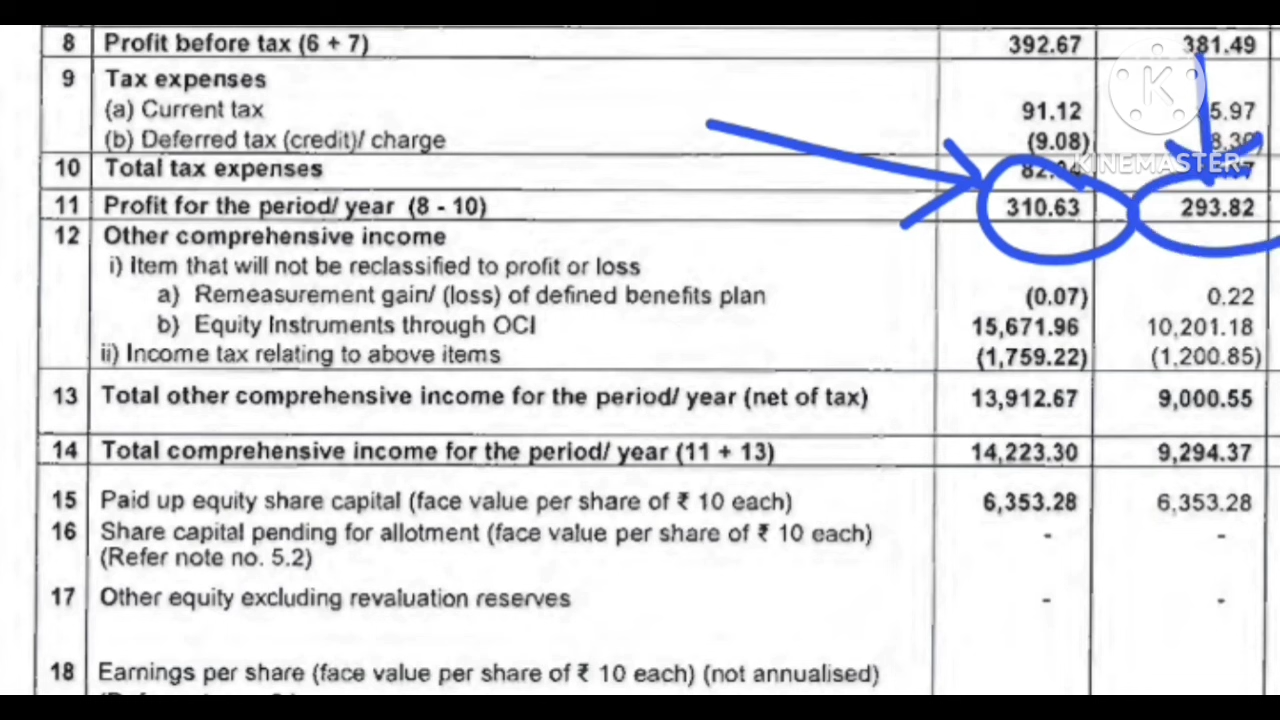 8 Profit before tax (6 + 7) 392.67 381.49
9 Tax expenses
(a) Current tax 91.12 5.97
(b) Deferred tax (credit)/ charge (9.08)
KINEMASTER
10 Total tax expenses
11 Profit for the period/ year (8 - 10) 310.63 293.82
12 Other comprehensive income
i) Item that will not be reclassified to profit or loss
a) Remeasurement gain/ (loss) of defined benefits plan (0.07) 0.22
b) Equity Instruments through OCI 15,671.96 10,201.18
ii) Income tax relating to above items (1,759.22) (1,200.85)
13 Total other comprehensive income for the period/ year (net of tax) 13,912.67 9,000.55
14 Total comprehensive income for the period/ year (11 + 13) 14,223.30 9,294.37
15 Paid up equity share capital (face value per share of ₹ 10 each) 6,353.28 6,353.28
16 Share capital pending for allotment (face value per share of ₹ 10 each) - -
(Refer note no. 5.2)
17 Other equity excluding revaluation reserves - -
18 Earnings per share (face value per share of ₹ 10 each) (not annualised)